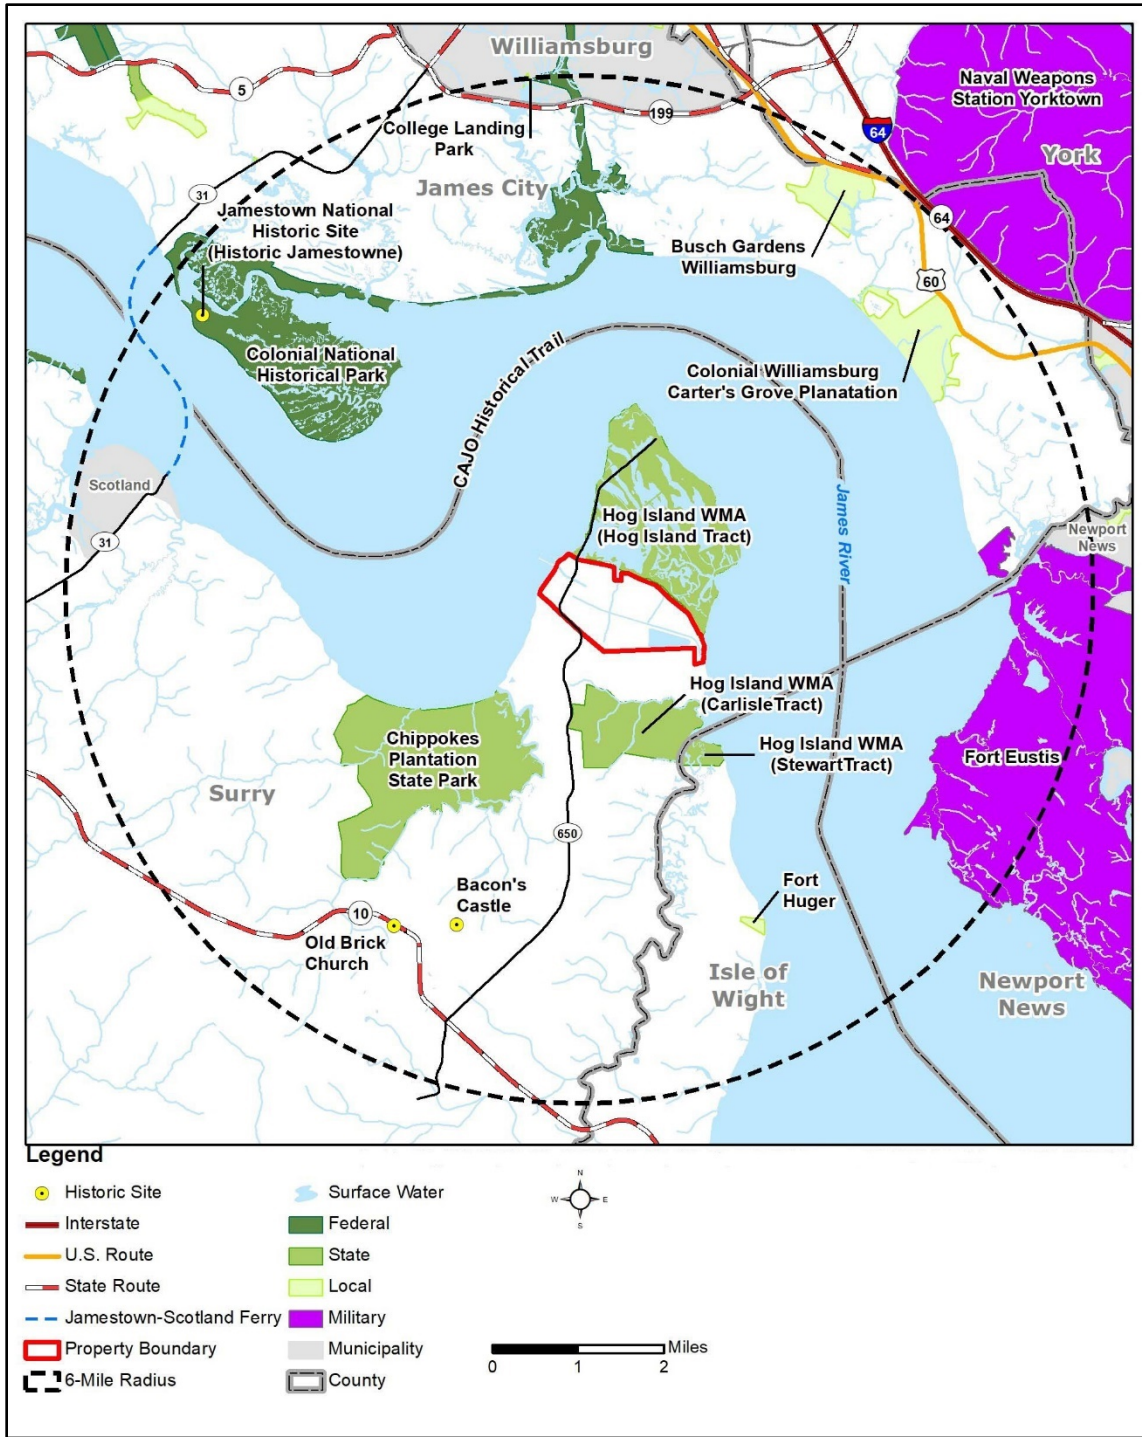 Williamsburg
Naval Weapons
Station Yorktown
5
199
64
College Landing
Park
York
James City
31
Jamestown National
Historic Site
(Historic Jamestowne)
64
Busch Gardens
Williamsburg
60
Colonial National
Historical Park
CAJO Historical Trail
Colonial Williamsburg
Carter's Grove Planatation
Scotland
James River
Hog Island WMA
(Hog Island Tract)
31
Newport
News
Hog Island WMA
(CarlisleTract)
Chippokes
Plantation
State Park
Hog Island WMA
(StewartTract)
Fort Eustis
Surry
650
Bacon's
Castle
Fort
Huger
10
Old Brick
Church
Isle of
Wight
Newport
News
Legend
Historic Site
Interstate
U.S. Route
State Route
Jamestown-Scotland Ferry
Property Boundary
6-Mile Radius
Surface Water
Federal
State
Local
Military
Municipality
County
N
W E
S
Miles
0 1 2